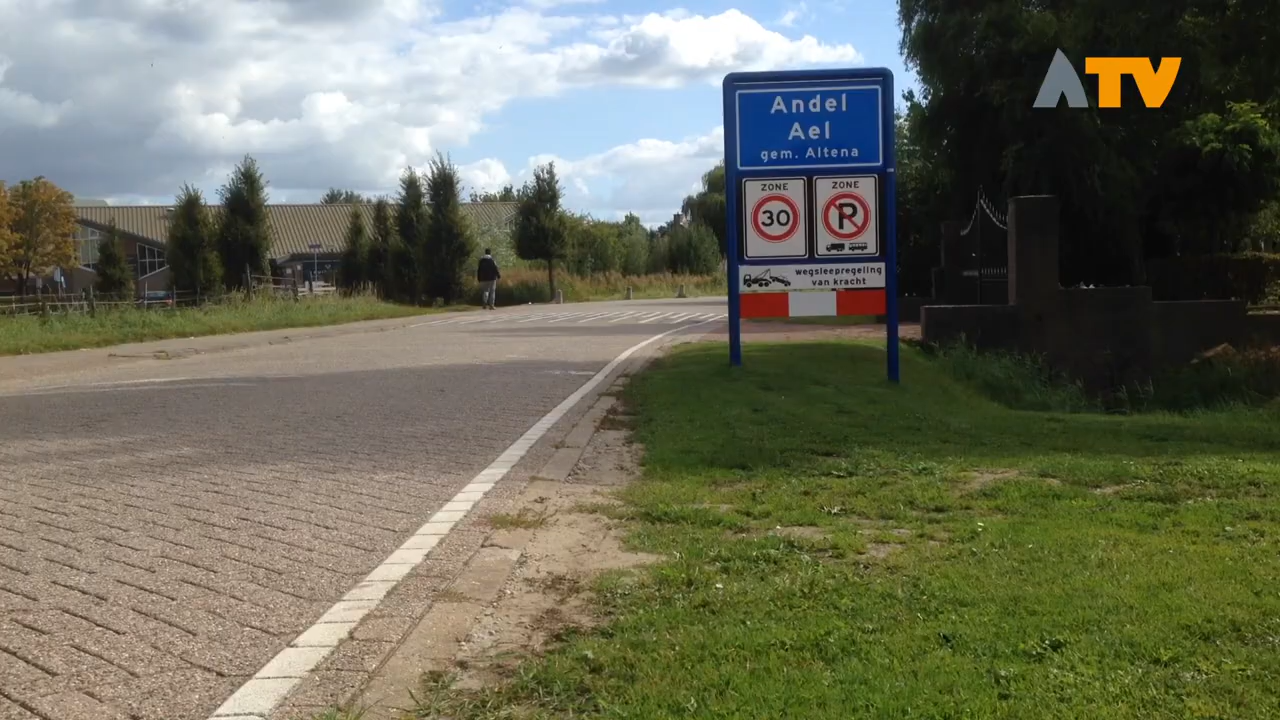 ATV
Andel
Ael
gem. Altena
ZONE
30
ZONE
P
wegsleepregeling
van kracht